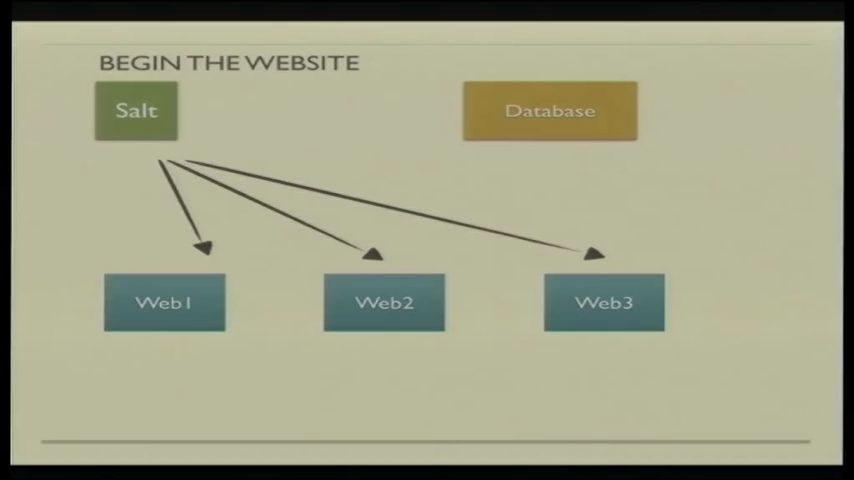 BEGIN THE WEBSITE
Salt
Database
Web1
Web2
Web3